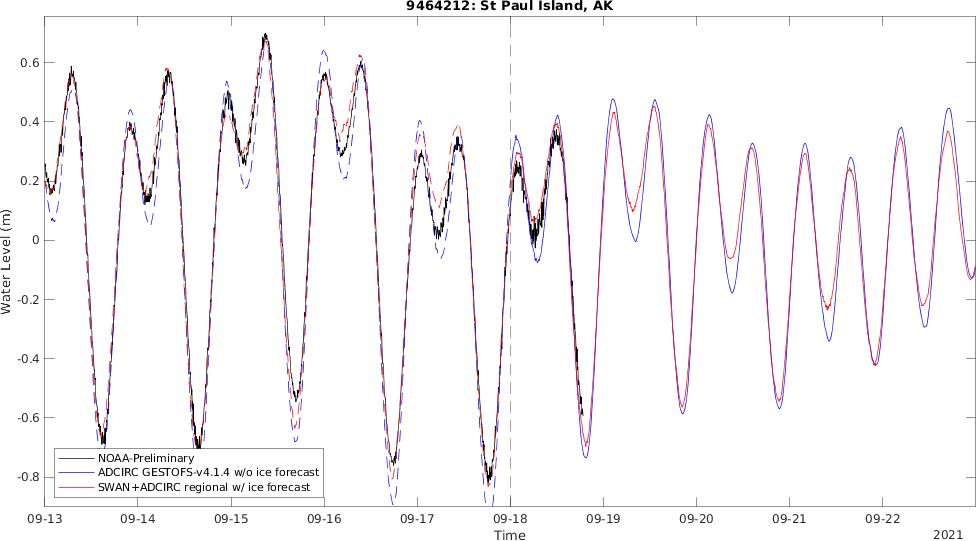 9464212: St Paul Island, AK
Water Level (m)
0.6
0.4
0.2
0
-0.2
-0.4
-0.6
-0.8
NOAA-Preliminary
ADCIRC GESTOFS-v4.1.4 w/o ice forecast
SWAN+ADCIRC regional w/ ice forecast
09-13 09-14 09-15 09-16 09-17 09-18 09-19 09-20 09-21 09-22
Time
2021